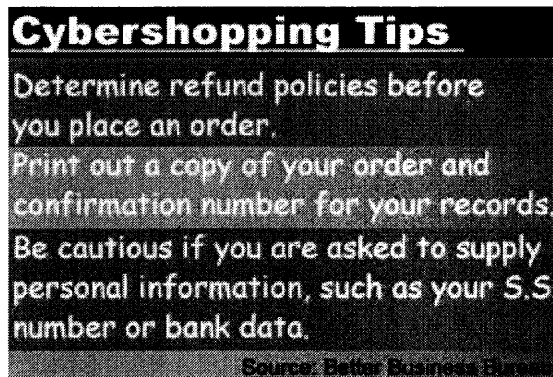 Cybershopping Tips
Determine refund policies before
you place an order.
Print out a copy of your order and
confirmation number for your records.
Be cautious if you are asked to supply
personal information, such as your S.S
number or bank data.
Source: Better Business Bureau